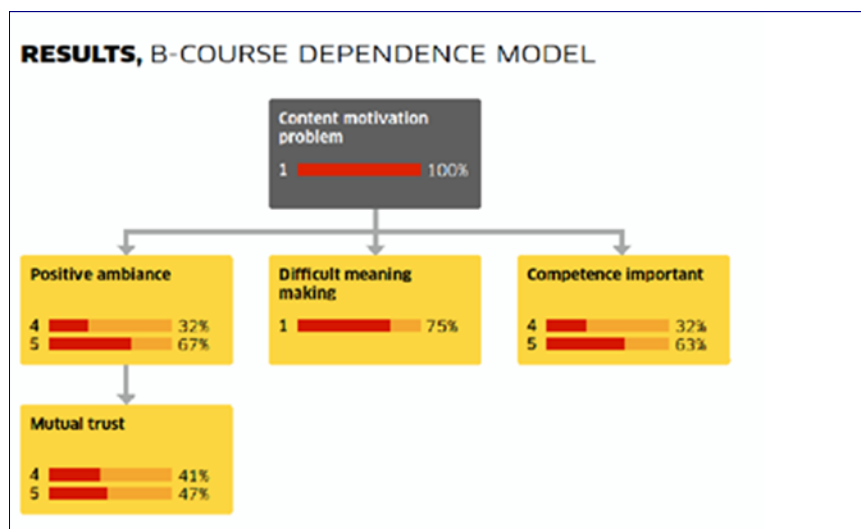 RESULTS, B-COURSE DEPENDENCE MODEL
Content motivation
problem
1 100%
Positive ambiance
4 32%
5 67%
Difficult meaning
making
1 75%
Competence important
4 32%
5 63%
Mutual trust
4 41%
5 47%